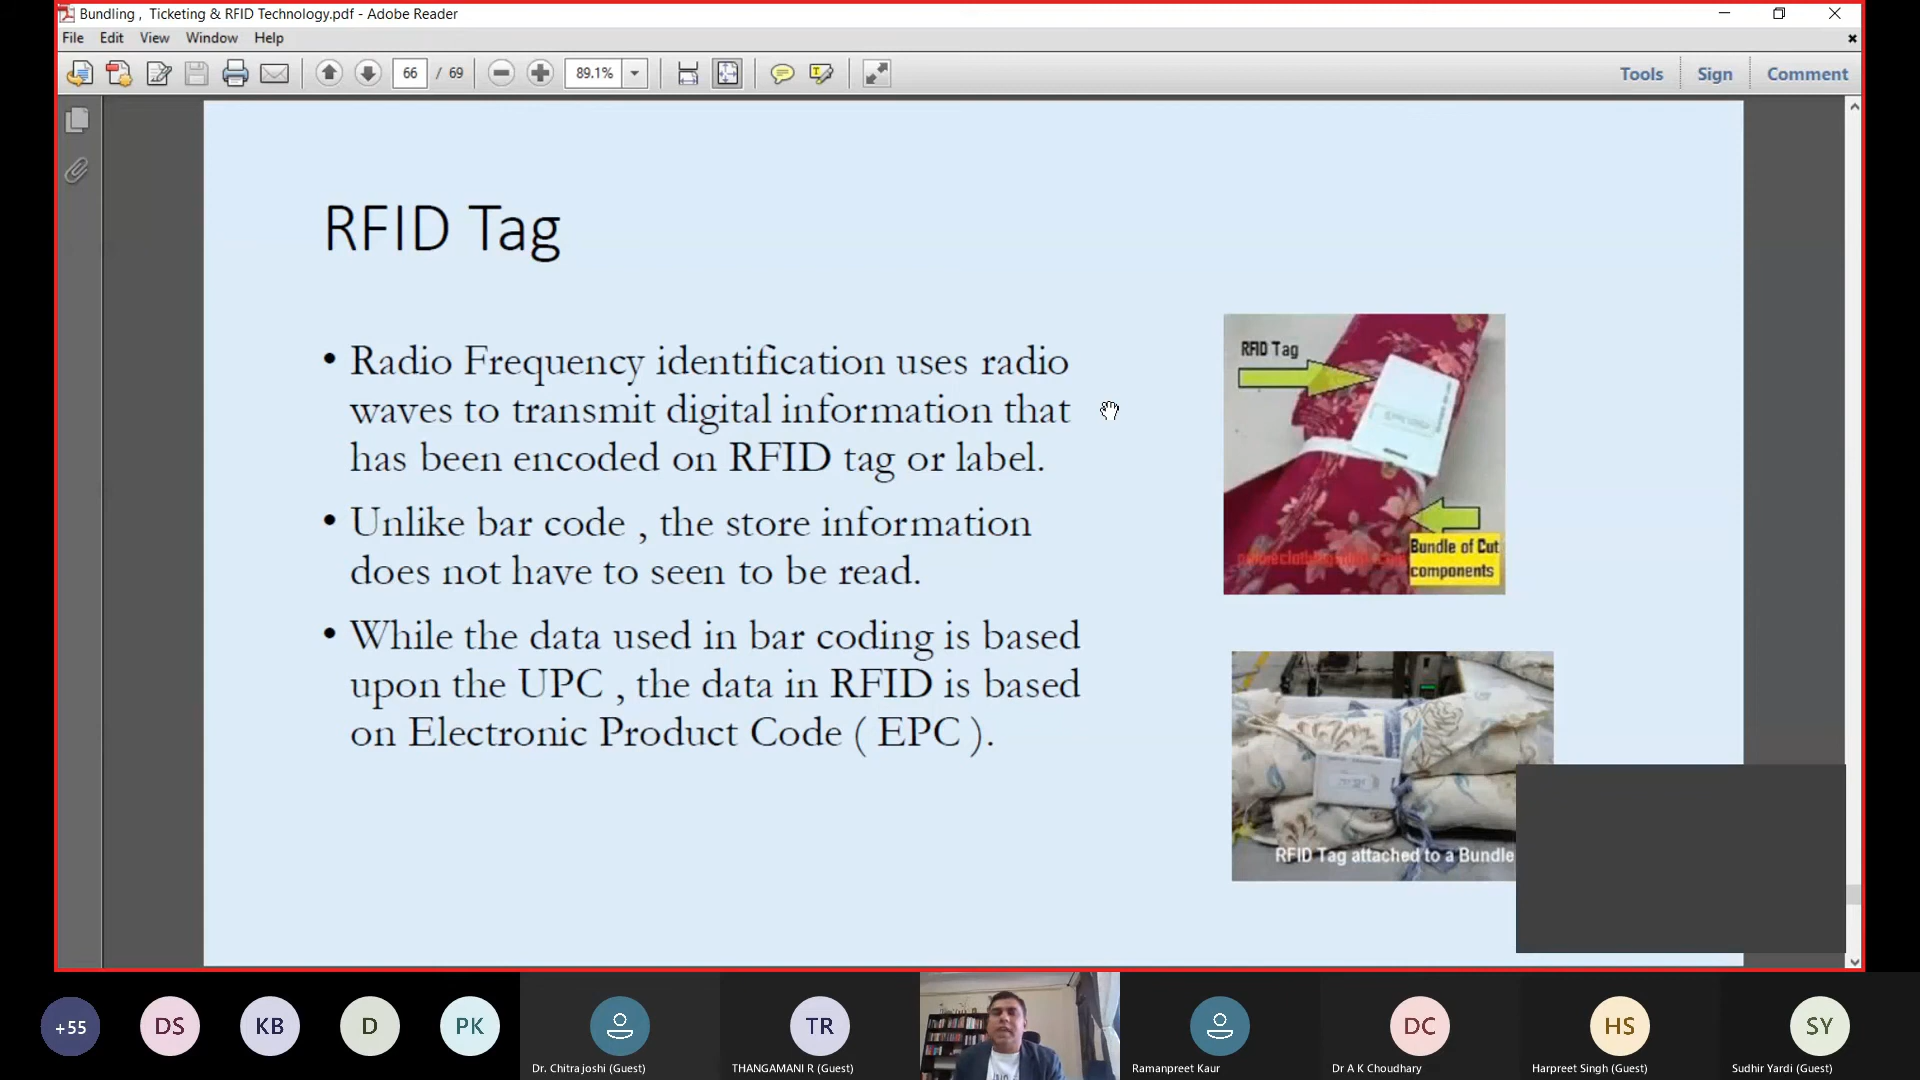 Bundling , Ticketing & RFID Technology.pdf - Adobe Reader
File Edit View Window Help
66 / 69 89.1% Tools Sign Comment
RFID Tag
• Radio Frequency identification uses radio
waves to transmit digital information that
has been encoded on RFID tag or label.
• Unlike bar code , the store information
does not have to seen to be read.
• While the data used in bar coding is based
upon the UPC , the data in RFID is based
on Electronic Product Code ( EPC ).
RFID Tag
Bundle of Cut
components
RFID Tag attached to a Bundle
+55 DS KB D PK TR DC HS SY
Dr. Chitra joshi (Guest) THANGAMANI R (Guest) Ramanpreet Kaur Dr A K Choudhary Harpreet Singh (Guest) Sudhir Yardi (Guest)